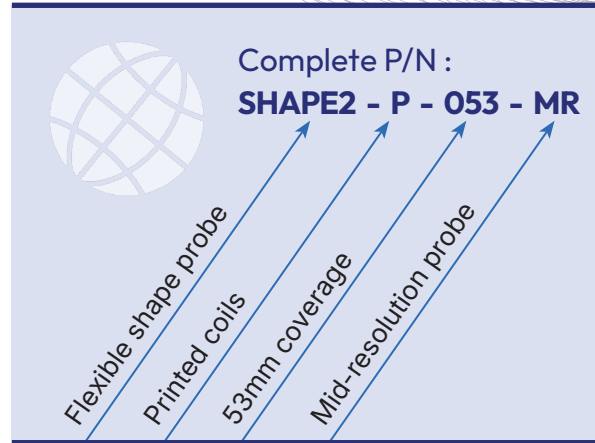 Complete P/N :
SHAPE2 - P - 053 - MR
Flexible shape probe
Printed coils
53mm coverage
Mid-resolution probe